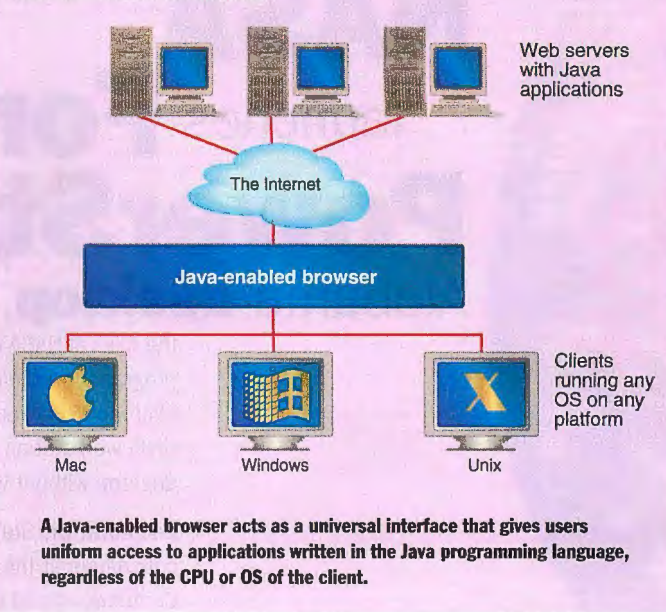 Web servers
with Java
applications
The Internet
Java-enabled browser
Clients
running any
OS on any
platform
Mac
Windows
Unix
A Java-enabled browser acts as a universal interface that gives users
uniform access to applications written in the Java programming language,
regardless of the CPU or OS of the client.